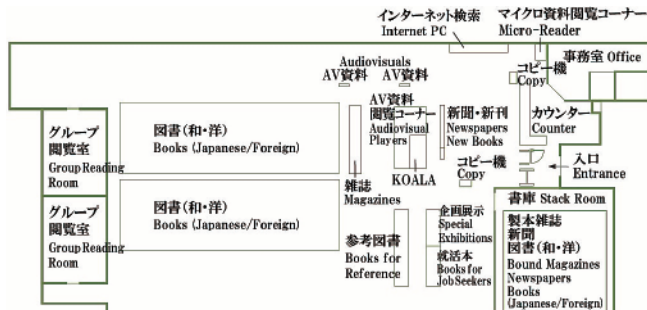 インターネット検索
Internet PC
マイクロ資料閲覧コーナー
Micro-Reader
事務室 Office
Audiovisuals
AV資料
AV資料
コピー機
Copy
AV資料
閲覧コーナー
Audiovisual
Players
新聞・新刊
Newspapers
New Books
カウンター
Counter
グループ
閲覧室
Group Reading
Room
図書(和・洋)
Books (Japanese/Foreign)
コピー機
Copy
入口
Entrance
雑誌
Magazines
KOALA
書庫 Stack Room
グループ
閲覧室
Group Reading
Room
図書(和・洋)
Books (Japanese/Foreign)
参考図書
Books for
Reference
企画展示
Special
Exhibitions
就活本
Books for
Job Seekers
製本雑誌
新聞
図書(和・洋)
Bound Magazines
Newspapers
Books
(Japanese/Foreign)